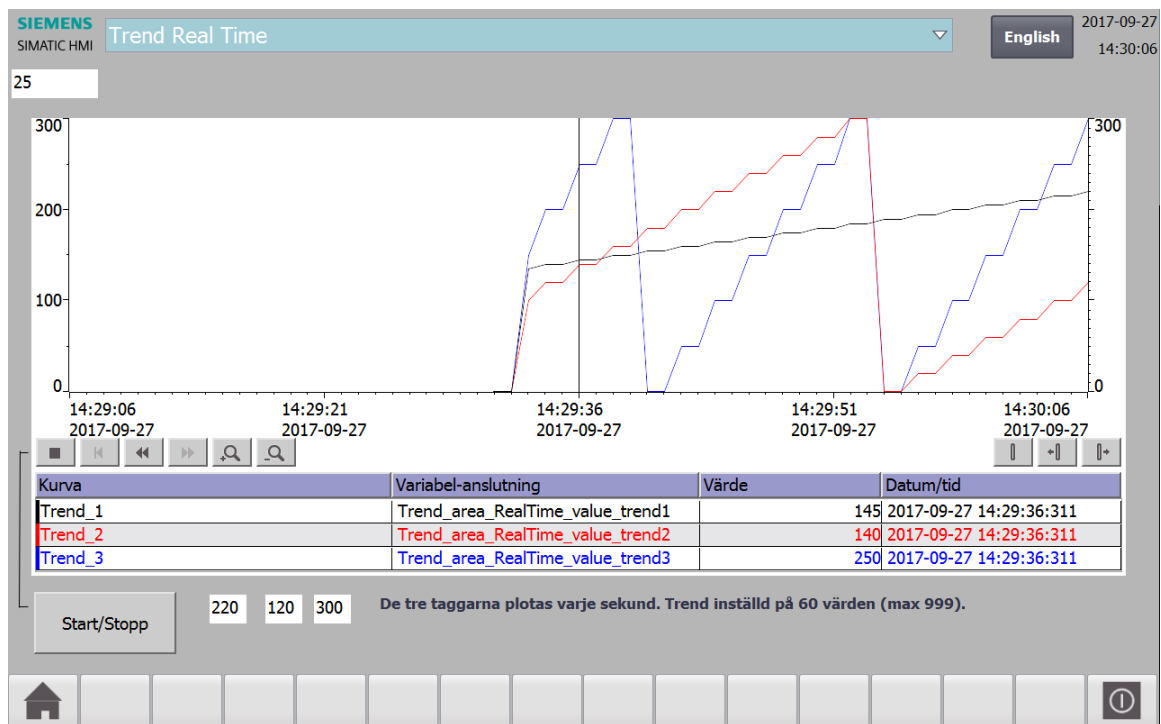 SIEMENS
SIMATIC HMI
Trend Real Time
English
2017-09-27
14:30:06
25
300
200
100
0
300
0
14:29:06 14:29:21 14:29:36 14:29:51 14:30:06
2017-09-27 2017-09-27 2017-09-27 2017-09-27 2017-09-27
Kurva Variabel-anslutning Värde Datum/tid
Trend_1 Trend_area_RealTime_value_trend1 145 2017-09-27 14:29:36:311
Trend_2 Trend_area_RealTime_value_trend2 140 2017-09-27 14:29:36:311
Trend_3 Trend_area_RealTime_value_trend3 250 2017-09-27 14:29:36:311
Start/Stopp
220 120 300
De tre taggarna plotas varje sekund. Trend inställd på 60 värden (max 999).